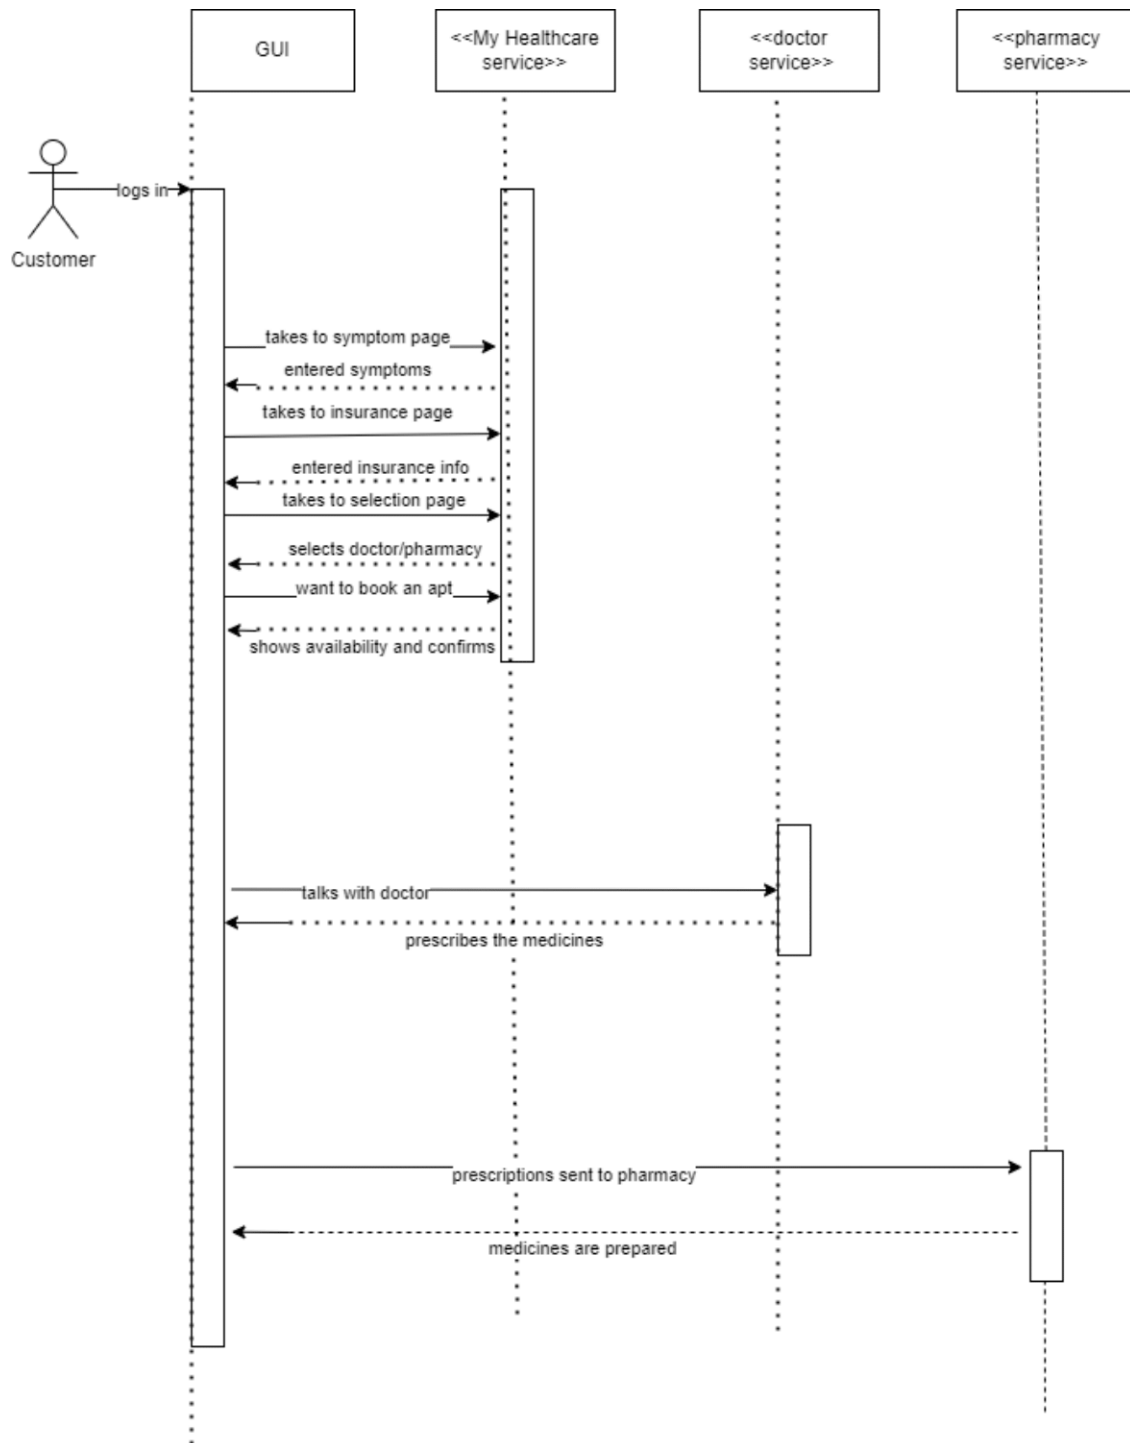 GUI
<<My Healthcare
service>>
<<doctor
service>>
<<pharmacy
service>>
logs in
Customer
takes to symptom page
entered symptoms
takes to insurance page
entered insurance info
takes to selection page
selects doctor/pharmacy
want to book an apt
shows availability and confirms
talks with doctor
prescribes the medicines
prescriptions sent to pharmacy
medicines are prepared